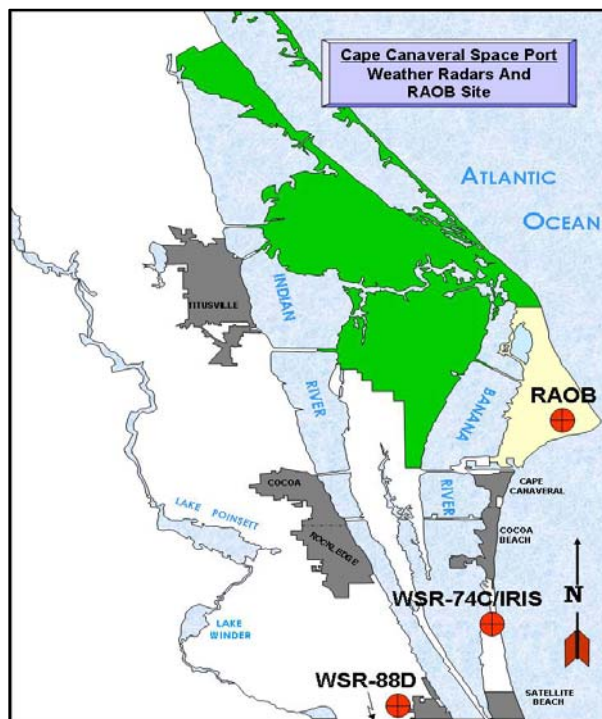 Cape Canaveral Space Port
Weather Radars And
RAOB Site
ATLANTIC
OCEAN
INDIAN
RIVER
TITUSVILLE
BANANA
RIVER
RAOB
COCOA
CAPE
CANAVERAL
LAKE POINSETT
ROCKLEDGE
COCOA
BEACH
WSR-74C/IRIS
N
LAKE
WINDER
WSR-88D
SATELLITE
BEACH